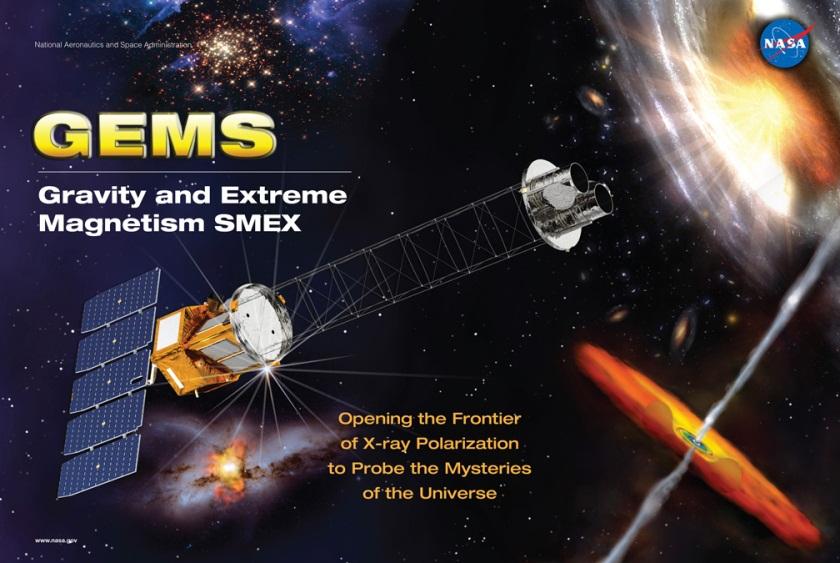 National Aeronautics and Space Administration
NASA
GEMS
Gravity and Extreme
Magnetism SMEX
Opening the Frontier
of X-ray Polarization
to Probe the Mysteries
of the Universe
www.nasa.gov